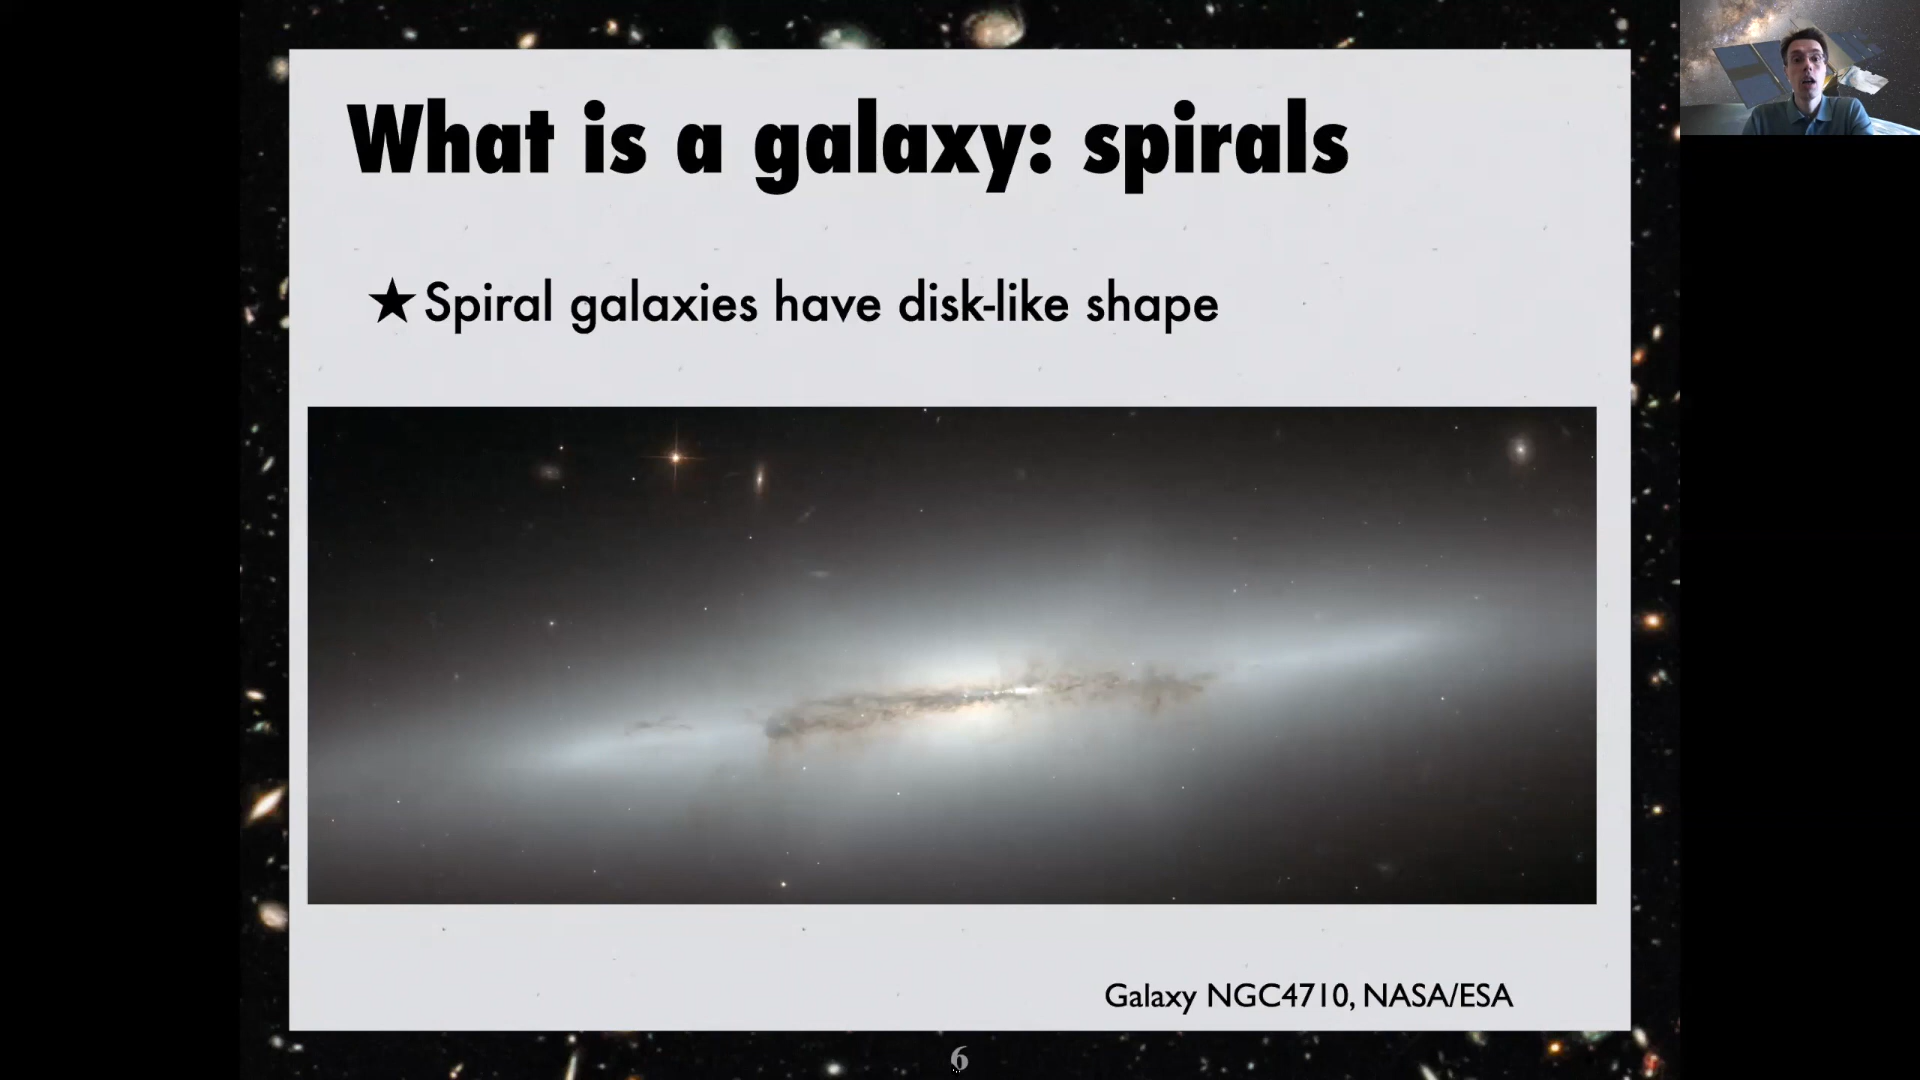 What is a galaxy: spirals
★Spiral galaxies have disk-like shape
Galaxy NGC4710, NASA/ESA
6